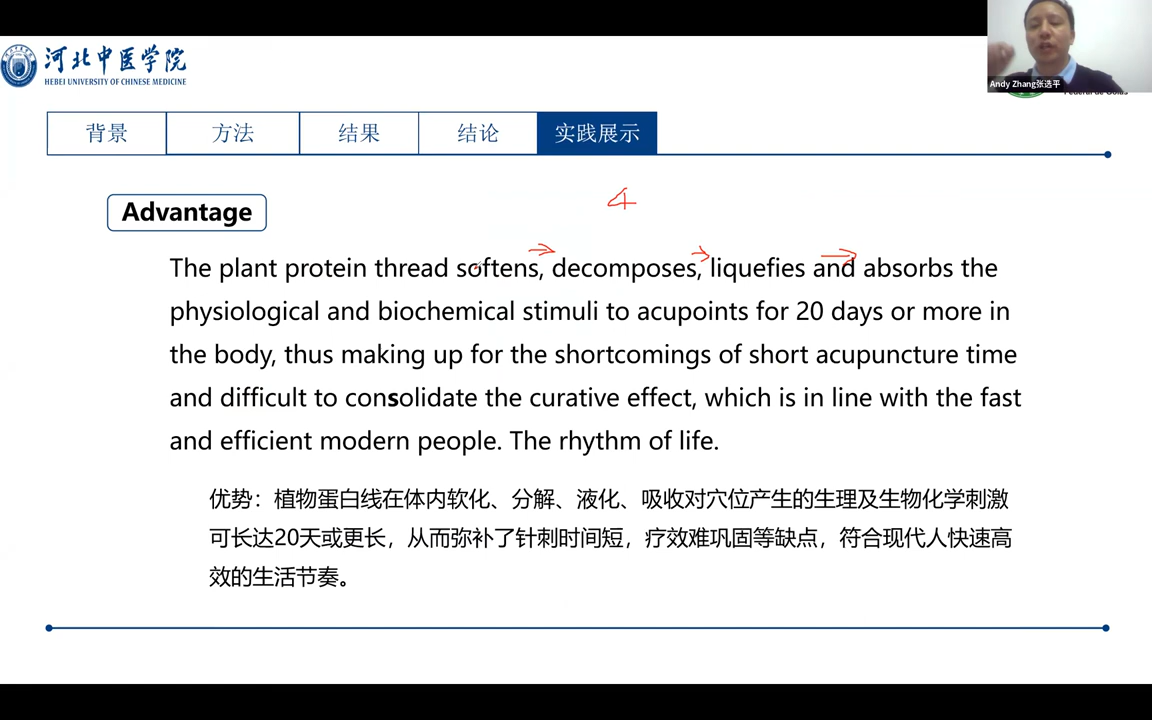 河北中医学院
HEBEI UNIVERSITY OF CHINESE MEDICINE
Andy Zhang张选平
背景 方法 结果 结论 实践展示
Advantage
4
The plant protein thread softens, decomposes, liquefies and absorbs the
physiological and biochemical stimuli to acupoints for 20 days or more in
the body, thus making up for the shortcomings of short acupuncture time
and difficult to consolidate the curative effect, which is in line with the fast
and efficient modern people. The rhythm of life.
优势：植物蛋白线在体内软化、分解、液化、吸收对穴位产生的生理及生物化学刺激
可长达20天或更长，从而弥补了针刺时间短，疗效难巩固等缺点，符合现代人快速高
效的生活节奏。